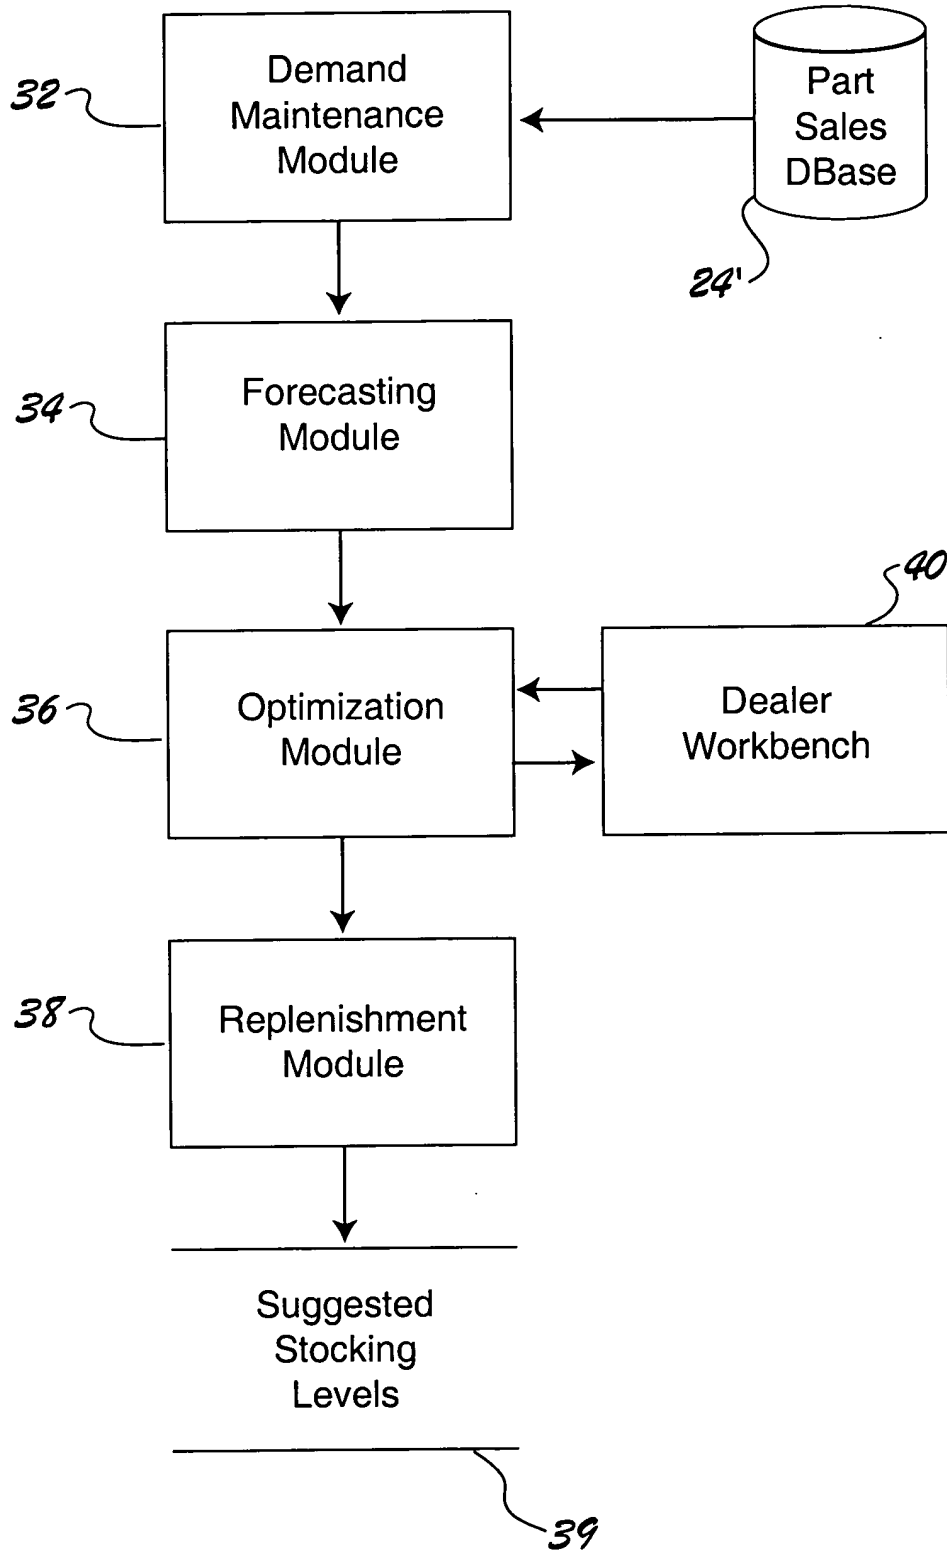 32
Demand
Maintenance
Module
Part
Sales
DBase
24'
34
Forecasting
Module
40
36
Optimization
Module
Dealer
Workbench
38
Replenishment
Module
Suggested
Stocking
Levels
39